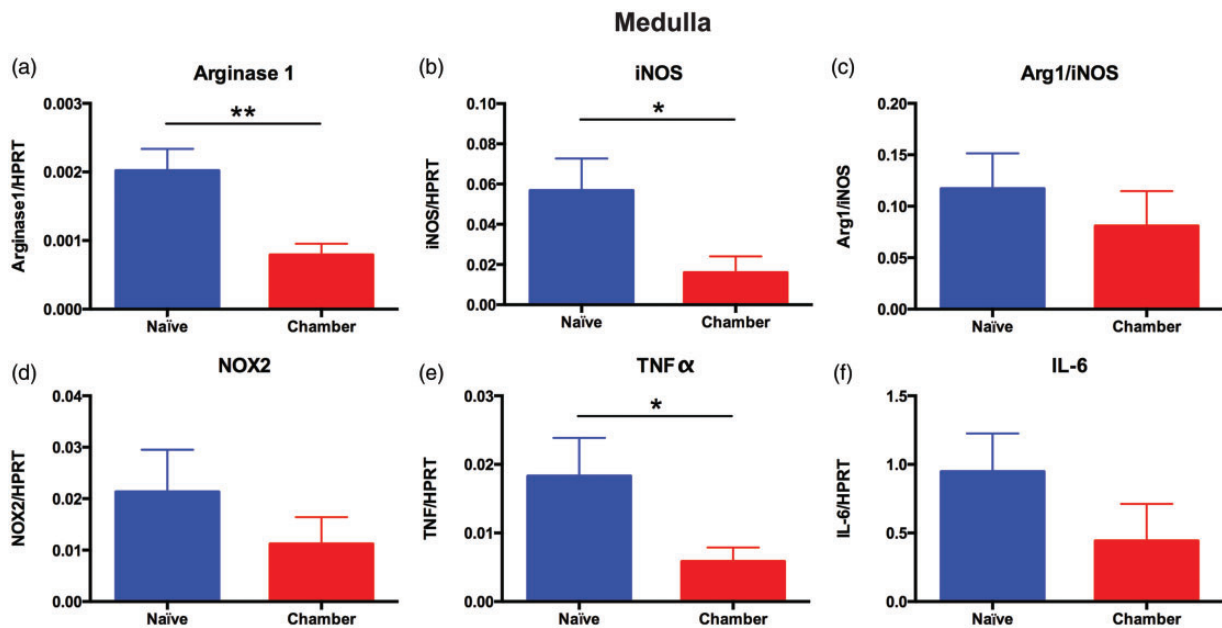 Medulla
(a)
Arginase 1
Arginase1/HPRT
0.003
0.002
0.001
0.000
**
Naïve
Chamber
(b)
iNOS
iNOS/HPRT
0.10
0.08
0.06
0.04
0.02
0.00
*
Naïve
Chamber
(c)
Arg1/iNOS
Arg1/iNOS
0.20
0.15
0.10
0.05
0.00
Naïve
Chamber
(d)
NOX2
NOX2/HPRT
0.04
0.03
0.02
0.01
0.00
Naïve
Chamber
(e)
TNFα
TNF/HPRT
0.03
0.02
0.01
0.00
*
Naïve
Chamber
(f)
IL-6
IL-6/HPRT
1.5
1.0
0.5
0.0
Naïve
Chamber